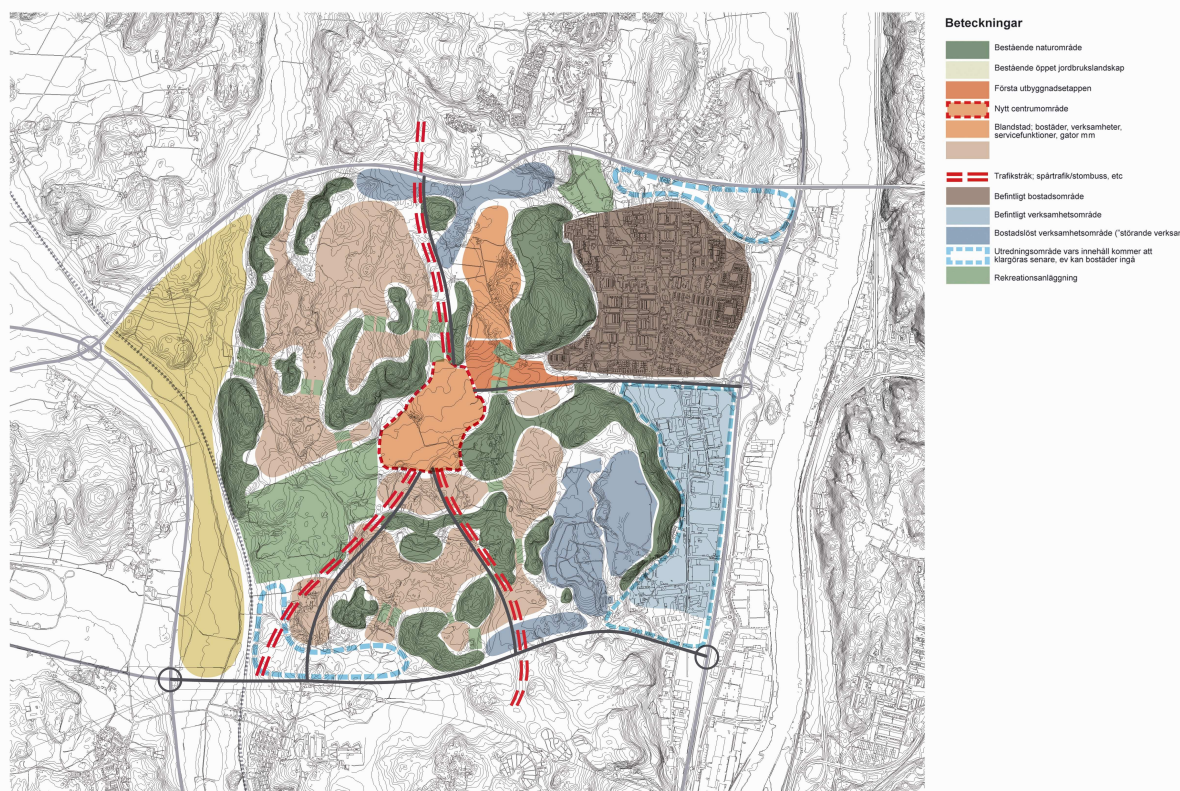 Beteckningar
Bestående naturområde
Bestående öppet jordbrukslandskap
Första utbyggnadsetappen
Nytt centrumområde
Blandstad; bostäder, verksamheter,
servicefunktioner, gator mm
Trafikstråk; spårtrafik/stombuss, etc
Befintligt bostadsområde
Befintligt verksamhetsområde
Bostadslöst verksamhetsområde ("störande verksar
Utredningsområde vars innehåll kommer att
klargöras senare, ev kan bostäder ingå
Rekreationsanläggning